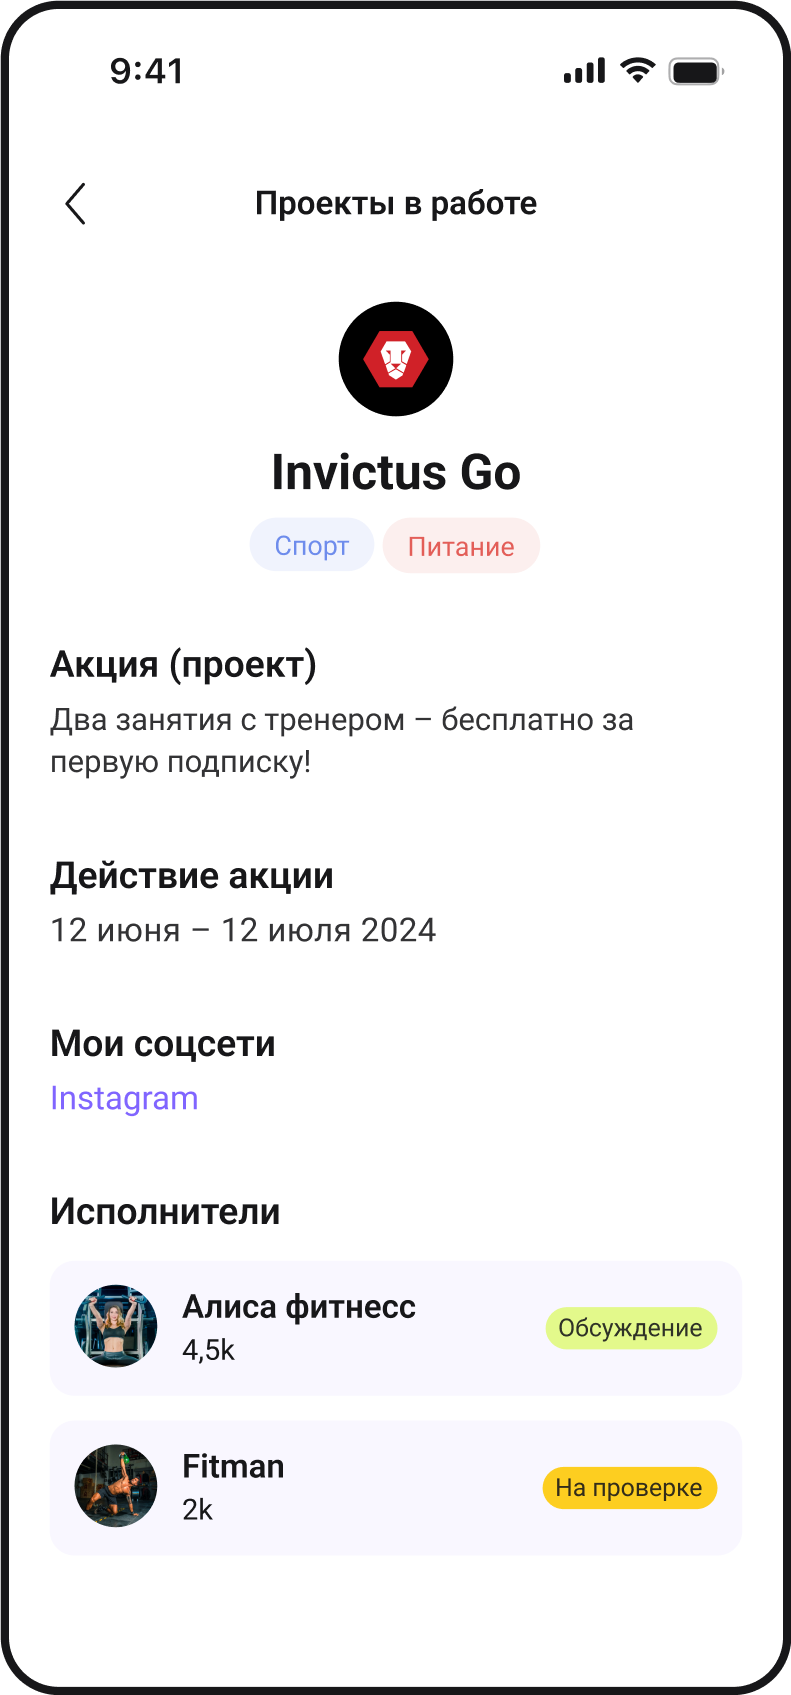 9:41
Проекты в работе
Invictus Go
Спорт
Питание
Акция (проект)
Два занятия с тренером – бесплатно за
первую подписку!
Действие акции
12 июня – 12 июля 2024
Мои соцсети
Instagram
Исполнители
Алиса фитнесс
4,5k
Обсуждение
Fitman
2k
На проверке